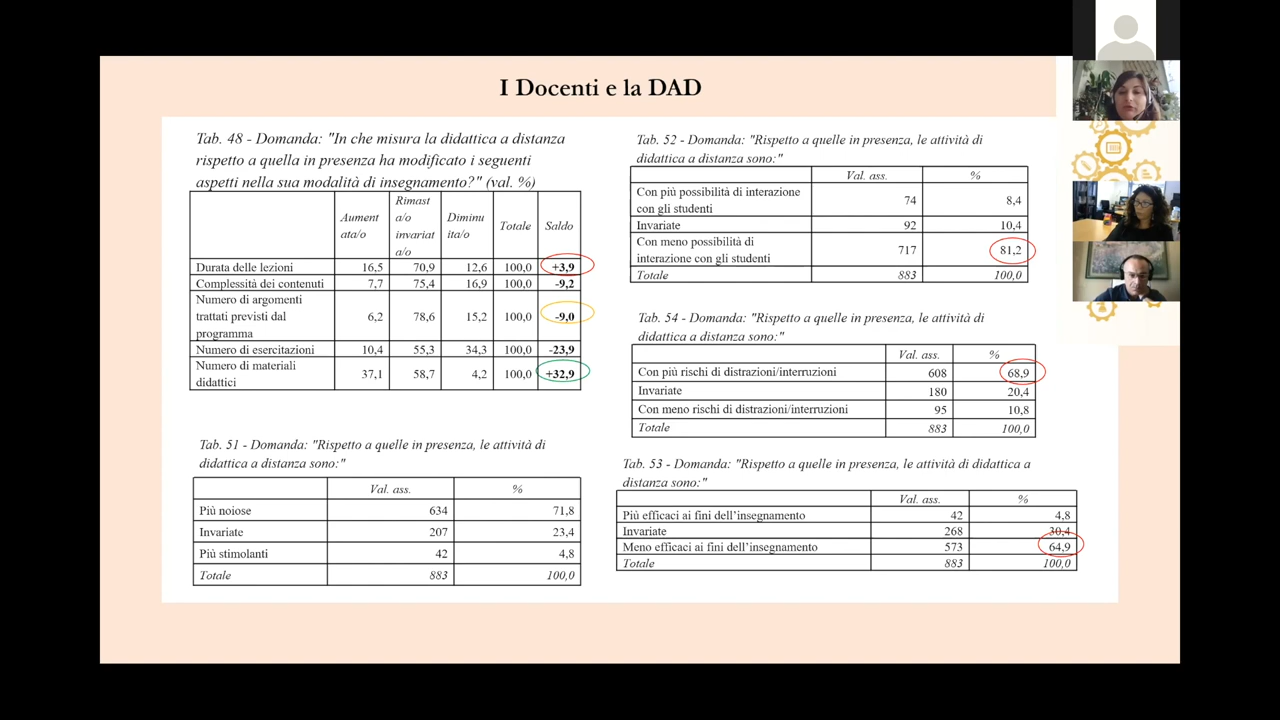 I Docenti e la DAD
Tab. 48 - Domanda: "In che misura la didattica a distanza
rispetto a quella in presenza ha modificato i seguenti
aspetti nella sua modalità di insegnamento?" (val. %)
Aument
ata/o
Rimast
a/o
invariat
a/o
Diminu
ita/o
Totale
Saldo
Durata delle lezioni 16,5 70,9 12,6 100,0 +3,9
Complessità dei contenuti 7,7 75,4 16,9 100,0 -9,2
Numero di argomenti
trattati previsti dal
programma
6,2 78,6 15,2 100,0 -9,0
Numero di esercitazioni 10,4 55,3 34,3 100,0 -23,9
Numero di materiali
didattici
37,1 58,7 4,2 100,0 +32,9
Tab. 51 - Domanda: "Rispetto a quelle in presenza, le attività di
didattica a distanza sono:"
Val. ass. %
Più noiose 634 71,8
Invariate 207 23,4
Più stimolanti 42 4,8
Totale 883 100,0
Tab. 52 - Domanda: "Rispetto a quelle in presenza, le attività di
didattica a distanza sono:"
Val. ass. %
Con più possibilità di interazione
con gli studenti
74 8,4
Invariate 92 10,4
Con meno possibilità di
interazione con gli studenti
717 81,2
Totale 883 100,0
Tab. 54 - Domanda: "Rispetto a quelle in presenza, le attività di
didattica a distanza sono:"
Val. ass. %
Con più rischi di distrazioni/interruzioni 608 68,9
Invariate 180 20,4
Con meno rischi di distrazioni/interruzioni 95 10,8
Totale 883 100,0
Tab. 53 - Domanda: "Rispetto a quelle in presenza, le attività di didattica a
distanza sono:"
Val. ass. %
Più efficaci ai fini dell'insegnamento 42 4,8
Invariate 268 30,4
Meno efficaci ai fini dell'insegnamento 573 64,9
Totale 883 100,0